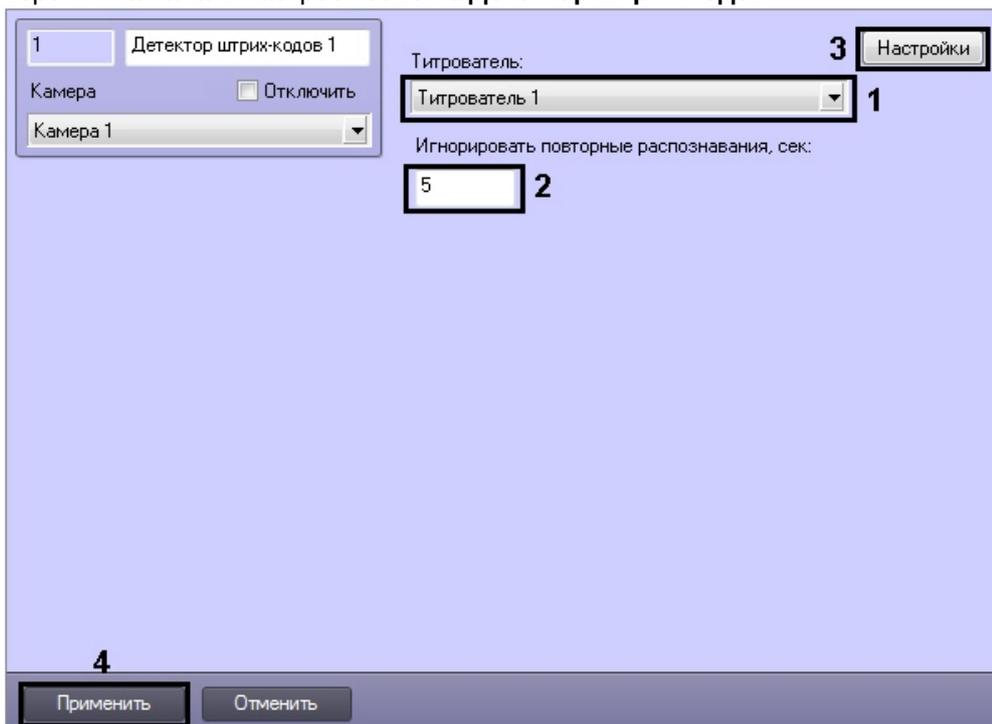 1
Детектор штрих-кодов 1
Камера
Отключить
Камера 1
Титрователь:
3
Настройки
Титрователь 1
1
Игнорировать повторные распознавания, сек:
5
2
4
Применить
Отменить